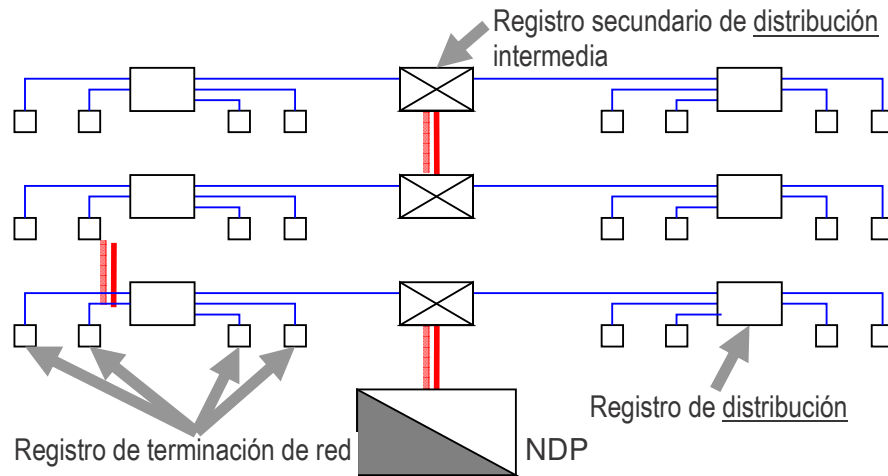 Registro secundario de distribución
intermedia
Registro de distribución
Registro de terminación de red
NDP